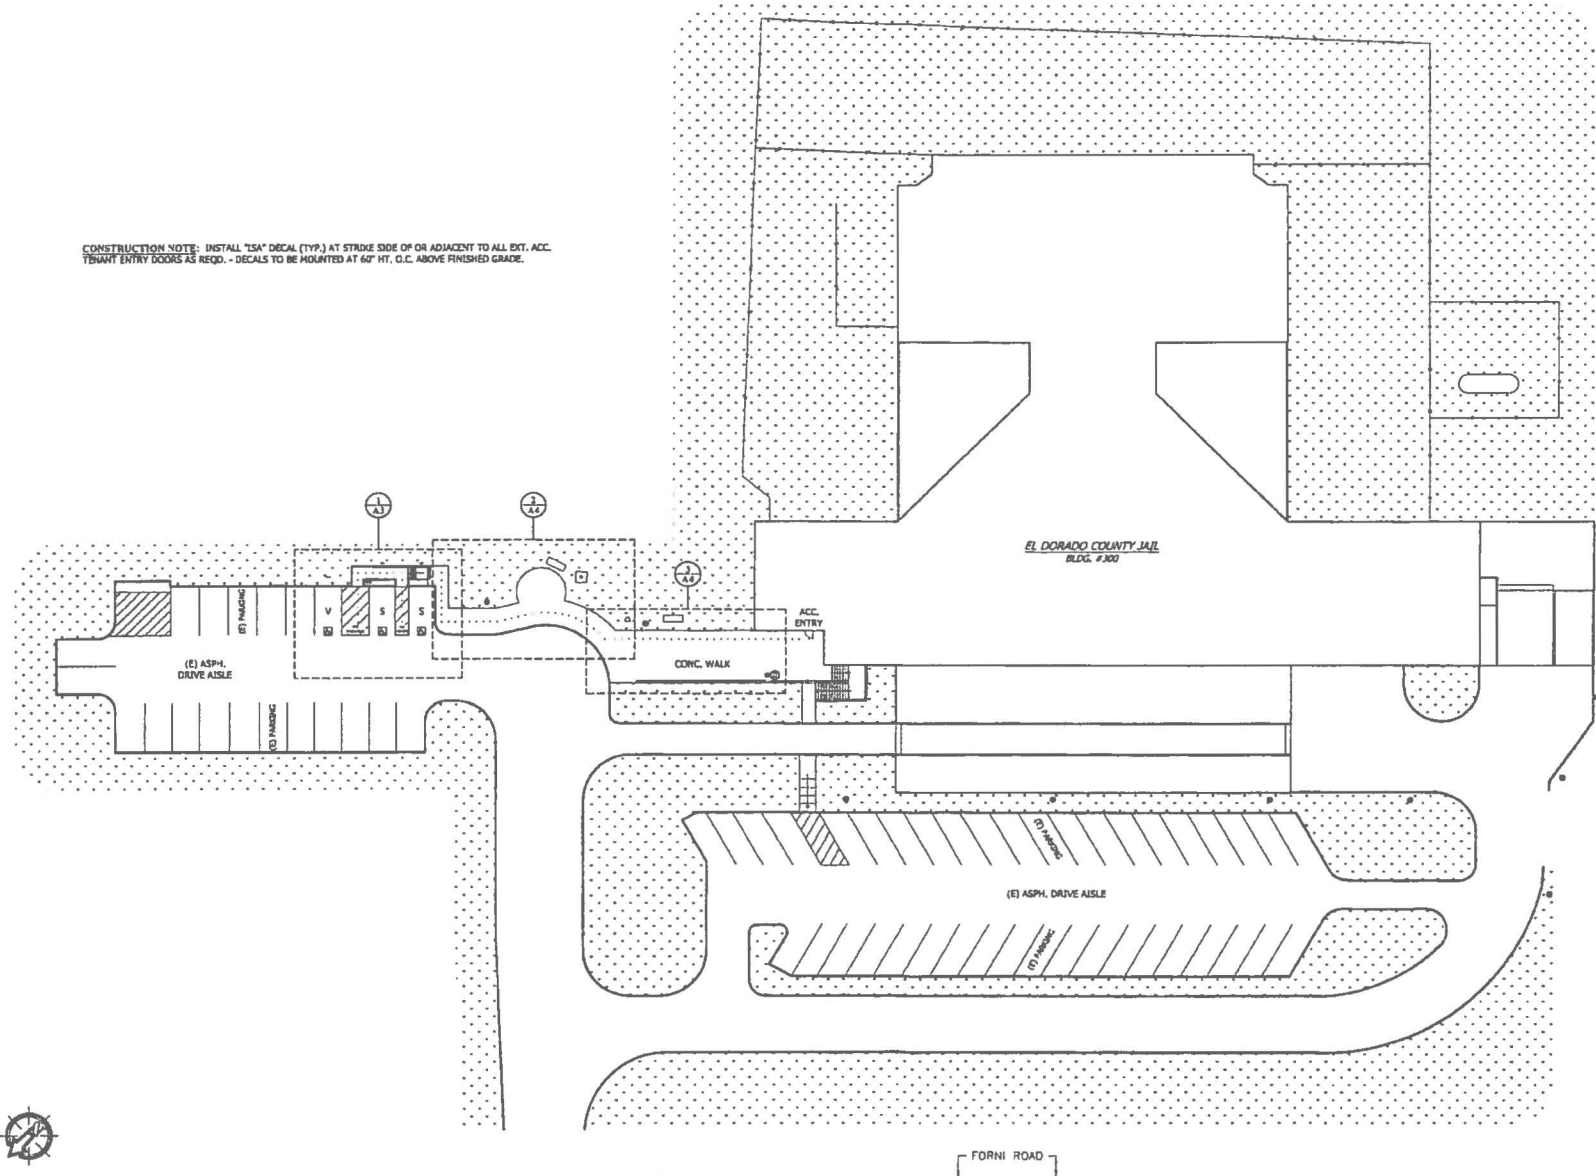 CONSTRUCTION NOTE: INSTALL "ISA" DECAL (TYP.) AT STRIKE SIDE OF OR ADJACENT TO ALL EXT. ACC.
TENANT ENTRY DOORS AS REQD. - DECALS TO BE MOUNTED AT 60" HT. O.C. ABOVE FINISHED GRADE.
1
A3
2
A4
3
A4
EL DORADO COUNTY JAIL
BLDG. #300
(E) PARKING
V
S
S
ACC.
ENTRY
(E) ASPH.
DRIVE AISLE
CONC. WALK
(E) PARKING
(E) PARKING
(E) ASPH. DRIVE AISLE
(E) PARKING
FORNI ROAD